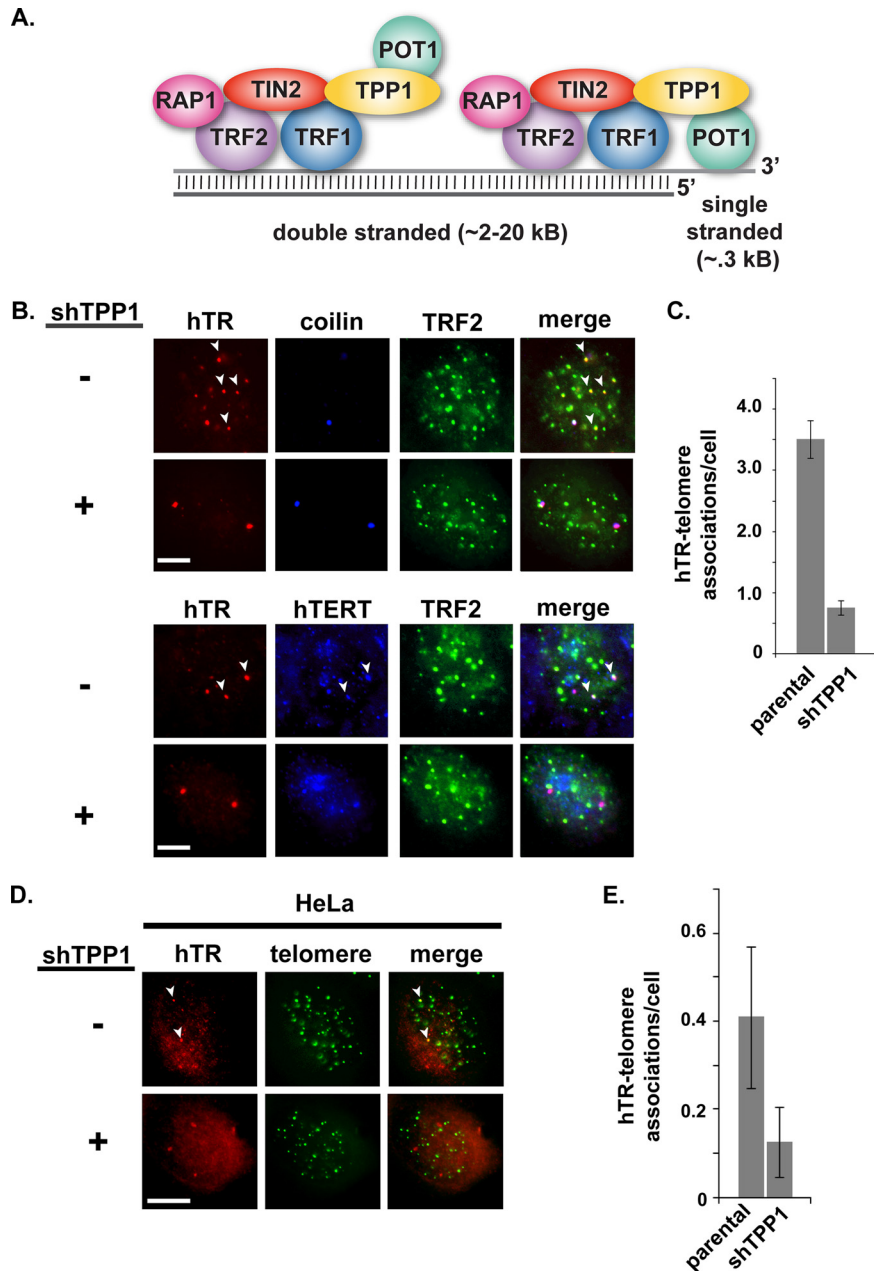 A.
POT1
RAP1 TIN2 TPP1 RAP1 TIN2 TPP1
TRF2 TRF1 TRF2 TRF1 POT1
3’
5’
double stranded (~2-20 kB)
single
stranded
(~.3 kB)
B.
shTPP1 hTR coilin TRF2 merge
-
+
hTR hTERT TRF2 merge
-
+
C.
hTR-telomere
associations/cell
4.0
3.0
2.0
1.0
0
parental
shTPP1
D.
HeLa
shTPP1 hTR telomere merge
-
+
E.
hTR-telomere
associations/cell
0.6
0.4
0.2
0
parental
shTPP1